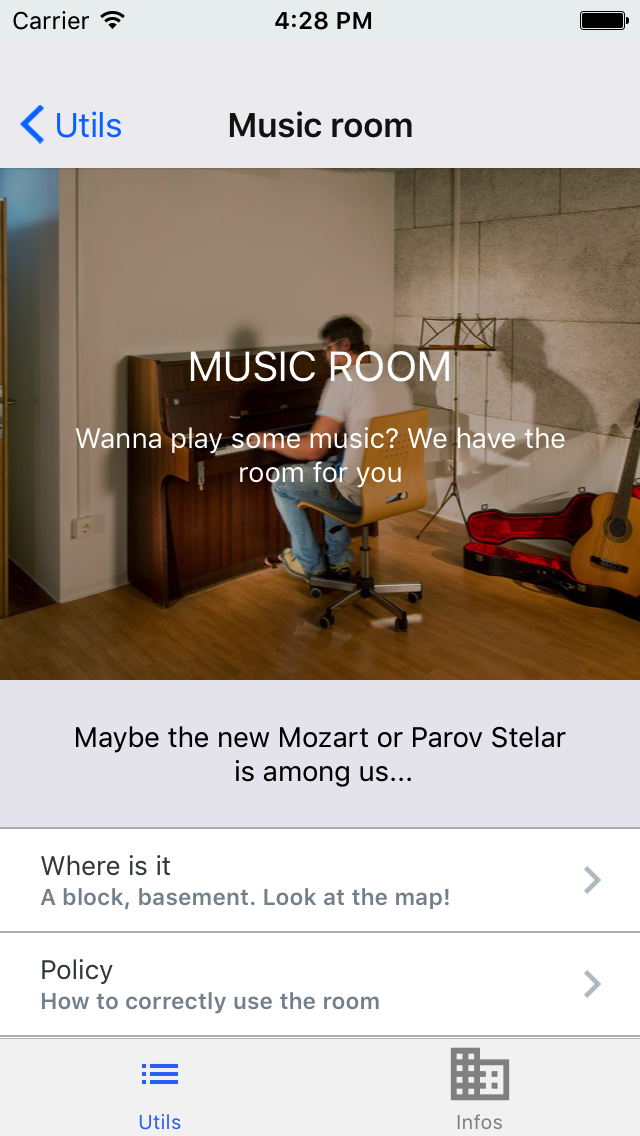 Carrier 4:28 PM
Utils Music room
MUSIC ROOM
Wanna play some music? We have the
room for you
Maybe the new Mozart or Parov Stelar
is among us...
Where is it
A block, basement. Look at the map!
Policy
How to correctly use the room
Utils Infos